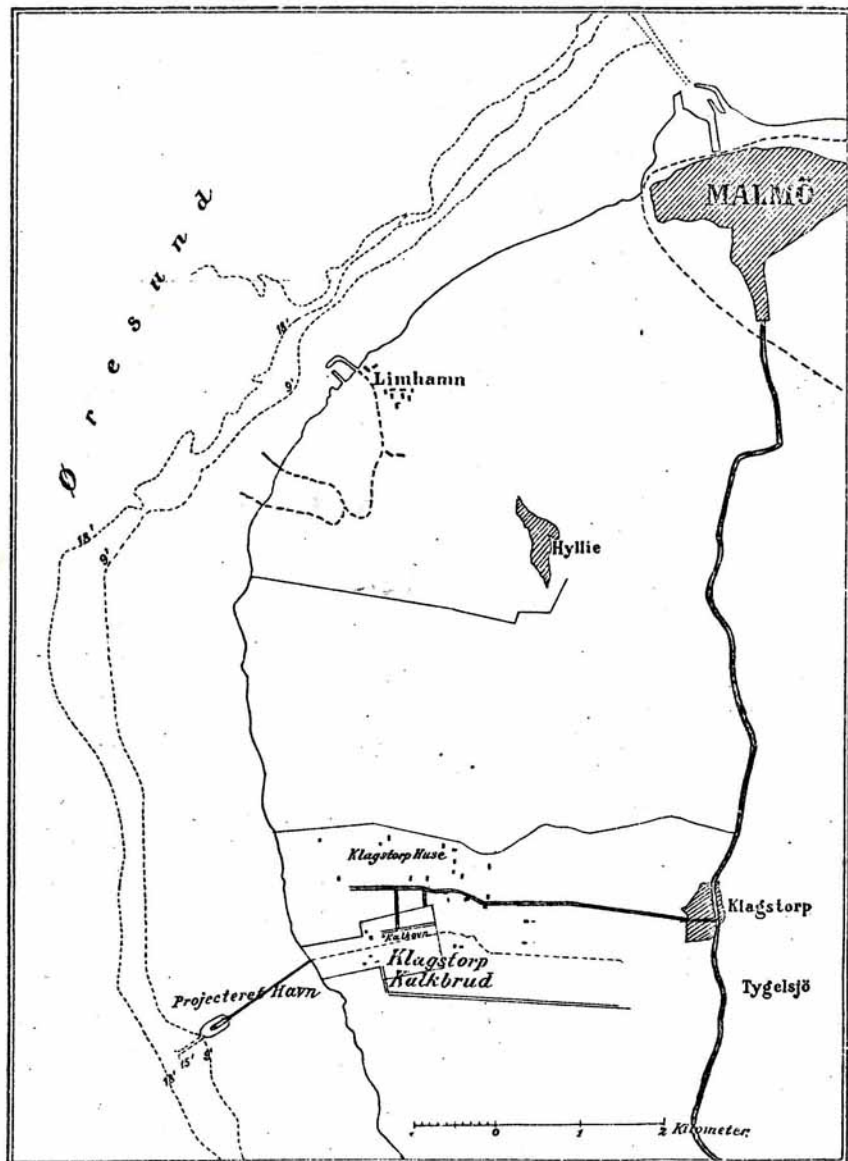 MALMÖ
Øresund
18'
9'
Limhamn
18'
9'
Hyllie
Klagstorp Huse
Klagstorp
Kalkovn
Klagstorp
Kalkbrud
Projecteret Havn
Tygelsjö
18' 15' 9'
1 0 1 2 Kilometer.